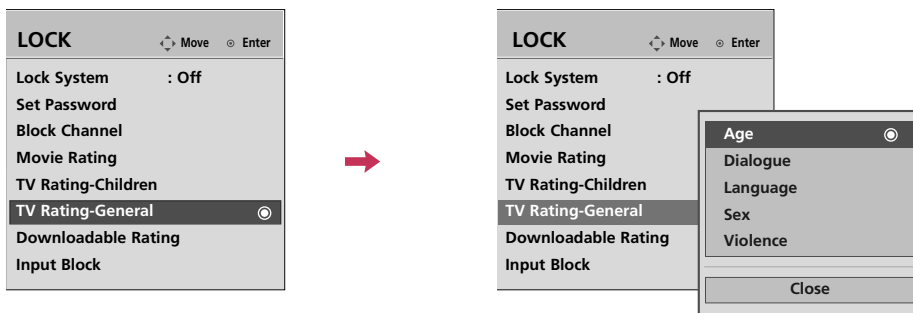 LOCK Move Enter
Lock System : Off
Set Password
Block Channel
Movie Rating
TV Rating-Children
TV Rating-General
Downloadable Rating
Input Block
LOCK Move Enter
Lock System : Off
Set Password
Block Channel
Movie Rating
TV Rating-Children
TV Rating-General
Downloadable Rating
Input Block
Age
Dialogue
Language
Sex
Violence
Close